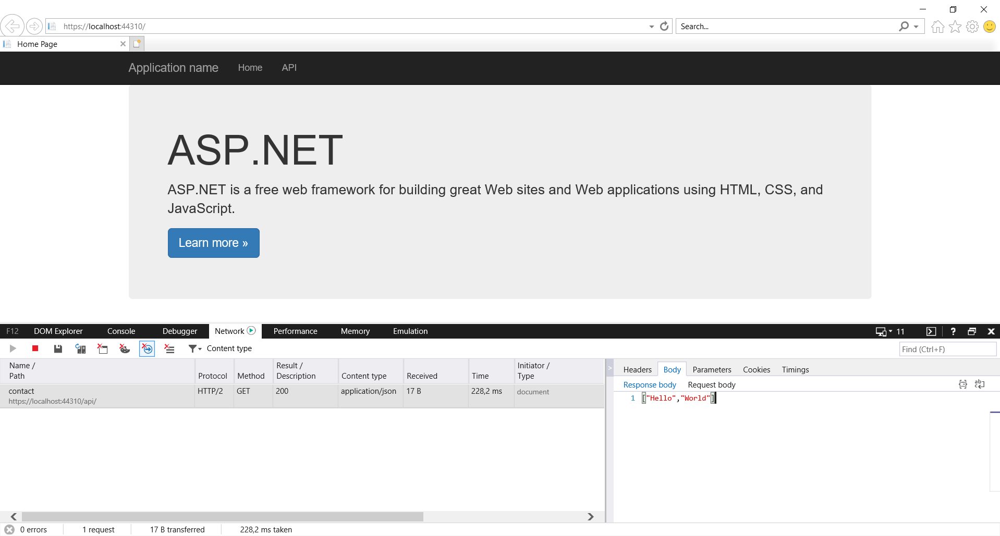 https://localhost:44310/
Search...
Home Page
Application name Home API
ASP.NET
ASP.NET is a free web framework for building great Web sites and Web applications using HTML, CSS, and
JavaScript.
Learn more »
F12 DOM Explorer Console Debugger Network Performance Memory Emulation 11 ?
Content type
Find (Ctrl+F)
Name /
Path
Protocol
Method
Result /
Description
Content type
Received
Time
Initiator /
Type
contact
https://localhost:44310/api/
HTTP/2
GET
200
application/json
17 B
228,2 ms
document
Headers Body Parameters Cookies Timings
Response body Request body
1 ["Hello","World"]
0 errors 1 request 17 B transferred 228,2 ms taken